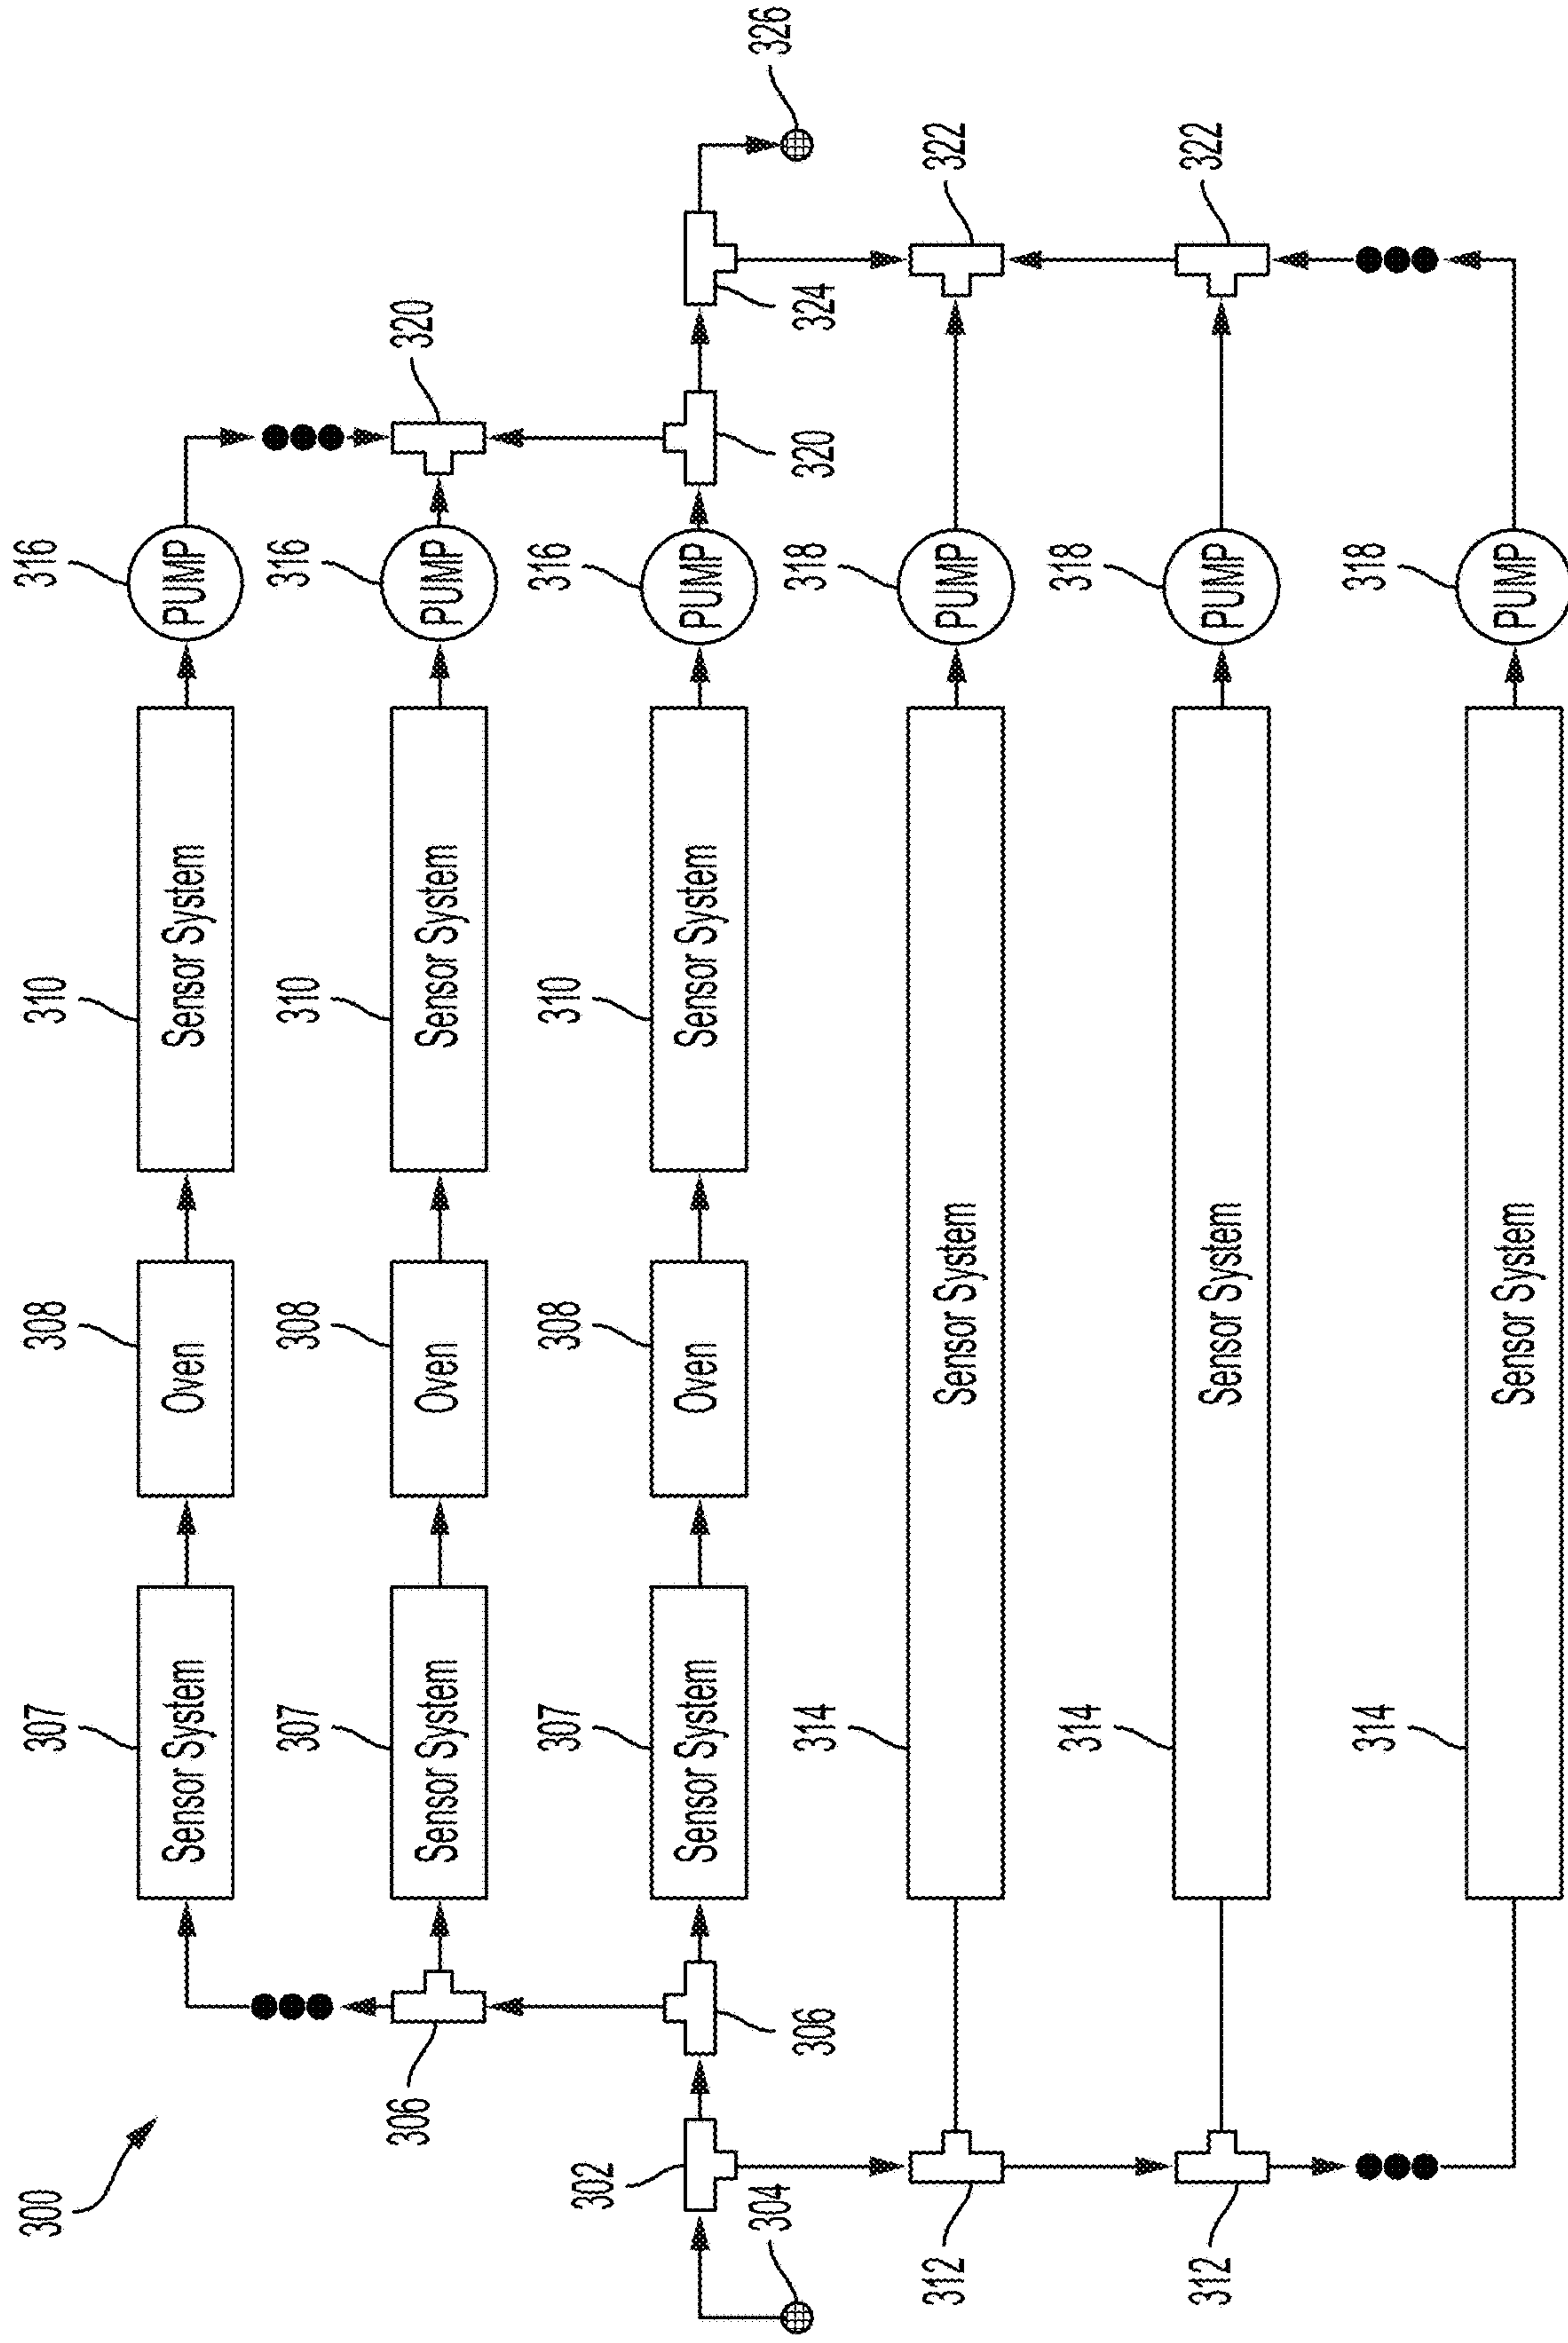 300
304
302
306
306
307
Sensor System
308
Oven
310
Sensor System
316
PUMP
307
Sensor System
308
Oven
310
Sensor System
316
PUMP
320
307
Sensor System
308
Oven
310
Sensor System
316
PUMP
320
324
326
312
314
Sensor System
318
PUMP
322
312
314
Sensor System
318
PUMP
322
314
Sensor System
318
PUMP